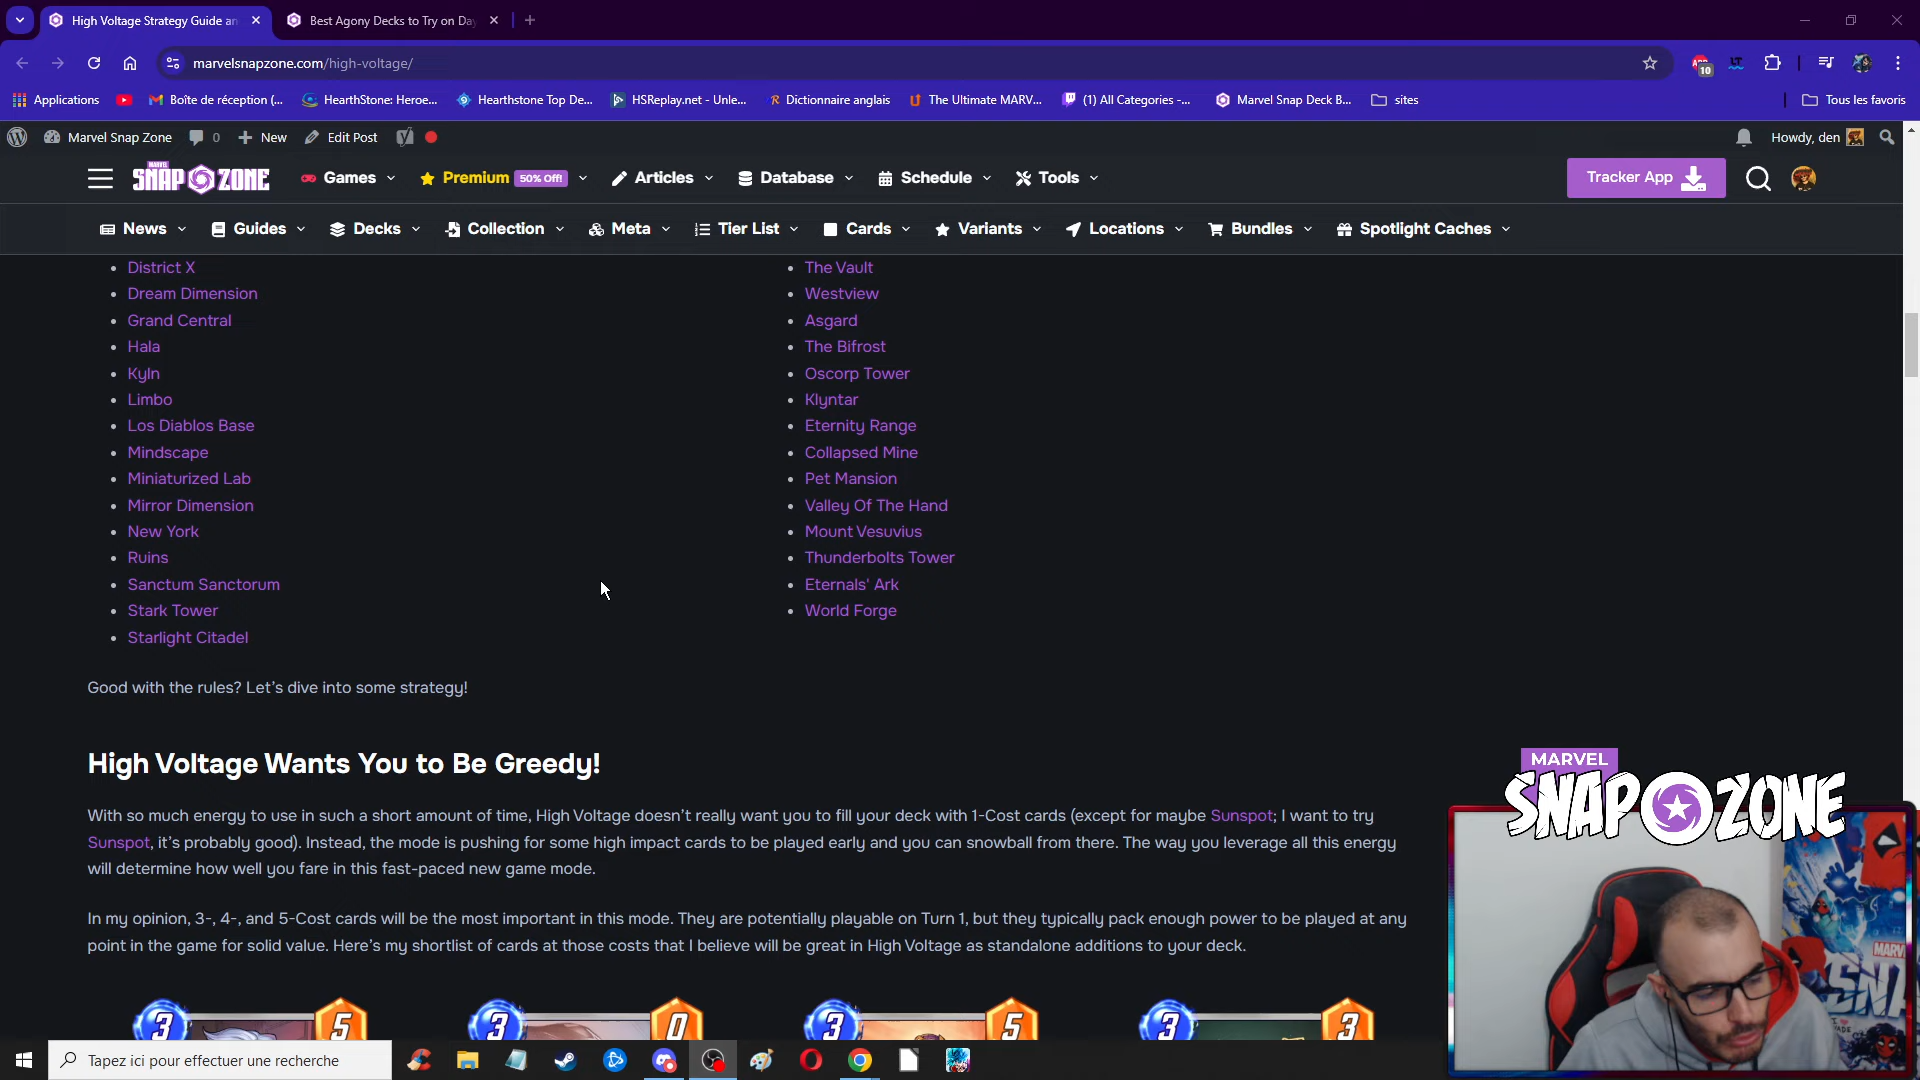 High Voltage Strategy Guide an
Best Agony Decks to Try on Da
marvelsnapzone.com/high-voltage/
10
Applications
Boîte de réception (...
HearthStone: Heroe...
Hearthstone Top De...
HSReplay.net - Unle...
Dictionnaire anglais
The Ultimate MARV...
(1) All Categories -...
Marvel Snap Deck B...
sites
Tous les favoris
Marvel Snap Zone
0
New
Edit Post
Howdy, den
MARVEL
SNAP ZONE
Games
Premium 50% Off!
Articles
Database
Schedule
Tools
Tracker App
News
Guides
Decks
Collection
Meta
Tier List
Cards
Variants
Locations
Bundles
Spotlight Caches
District X
Dream Dimension
Grand Central
Hala
Kyln
Limbo
Los Diablos Base
Mindscape
Miniaturized Lab
Mirror Dimension
New York
Ruins
Sanctum Sanctorum
Stark Tower
Starlight Citadel
The Vault
Westview
Asgard
The Bifrost
Oscorp Tower
Klyntar
Eternity Range
Collapsed Mine
Pet Mansion
Valley Of The Hand
Mount Vesuvius
Thunderbolts Tower
Eternals' Ark
World Forge
Good with the rules? Let's dive into some strategy!
High Voltage Wants You to Be Greedy!
With so much energy to use in such a short amount of time, High Voltage doesn't really want you to fill your deck with 1-Cost cards (except for maybe Sunspot; I want to try
Sunspot, it's probably good). Instead, the mode is pushing for some high impact cards to be played early and you can snowball from there. The way you leverage all this energy
will determine how well you fare in this fast-paced new game mode.
In my opinion, 3-, 4-, and 5-Cost cards will be the most important in this mode. They are potentially playable on Turn 1, but they typically pack enough power to be played at any
point in the game for solid value. Here's my shortlist of cards at those costs that I believe will be great in High Voltage as standalone additions to your deck.
3 5
3 0
3 5
3 3
MARVEL
SNAP ZONE
MARVEL
Tapez ici pour effectuer une recherche